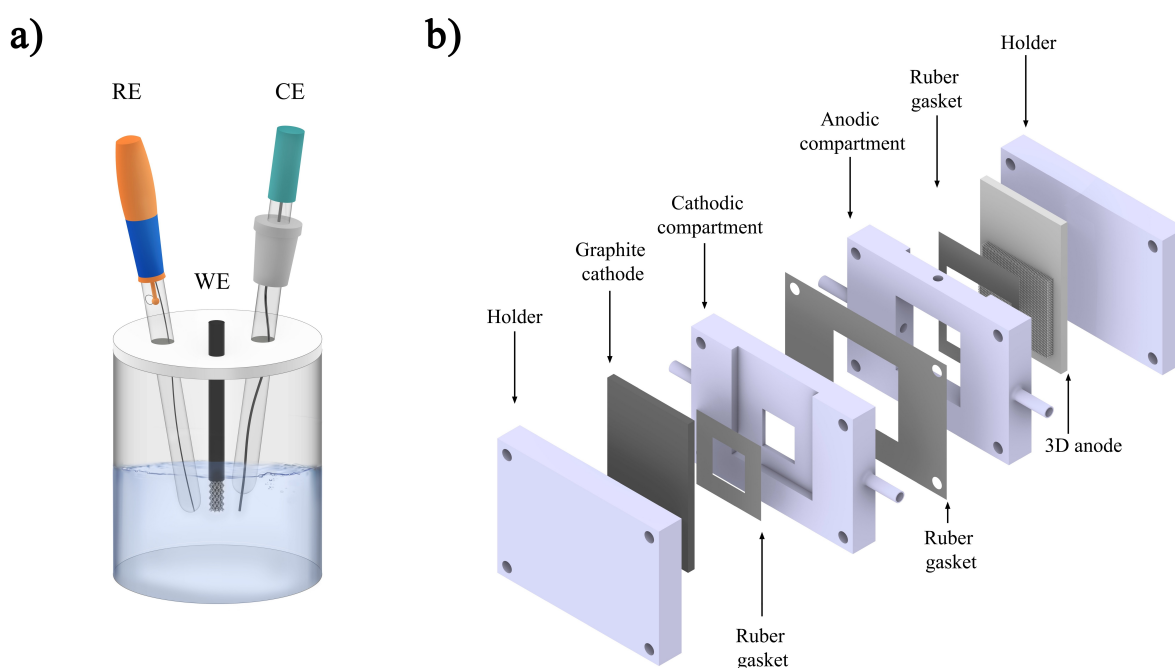 a)
RE
CE
WE
b)
Holder
Ruber
gasket
Anodic
compartment
Cathodic
compartment
Graphite
cathode
Holder
3D anode
Ruber
gasket
Ruber
gasket